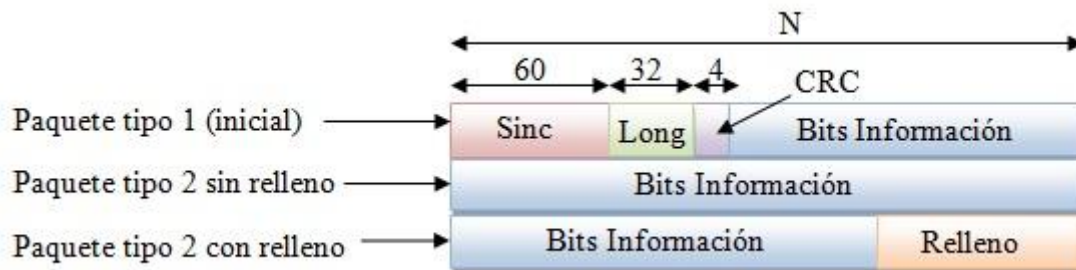 N
60 32 4 CRC
Paquete tipo 1 (inicial) Sinc Long Bits Información
Paquete tipo 2 sin relleno Bits Información
Paquete tipo 2 con relleno Bits Información Relleno